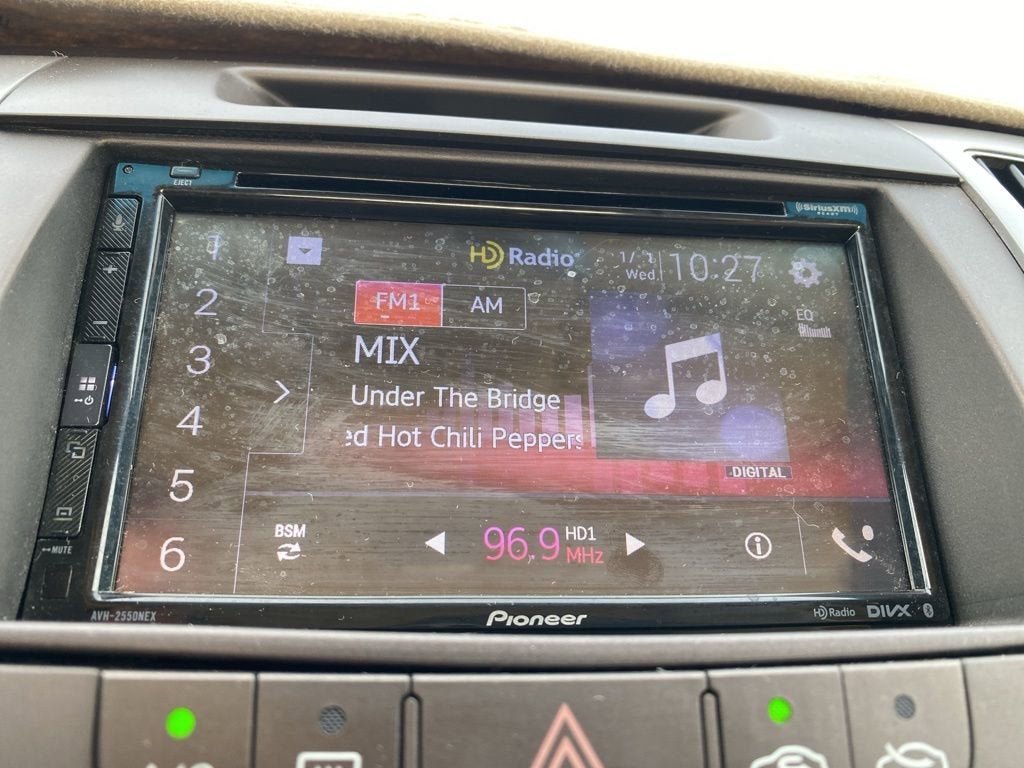 EJECT
((SiriusXM))
READY
1
HD Radio
1/ 1
Wed
10:27
2
FM1
AM
EQ
3
MIX
Under The Bridge
ed Hot Chili Peppers
4
DIGITAL
5
BSM
96.9
HD1
MHz
6
MUTE
AVH-2550NEX
Pioneer
HD Radio
DIVX